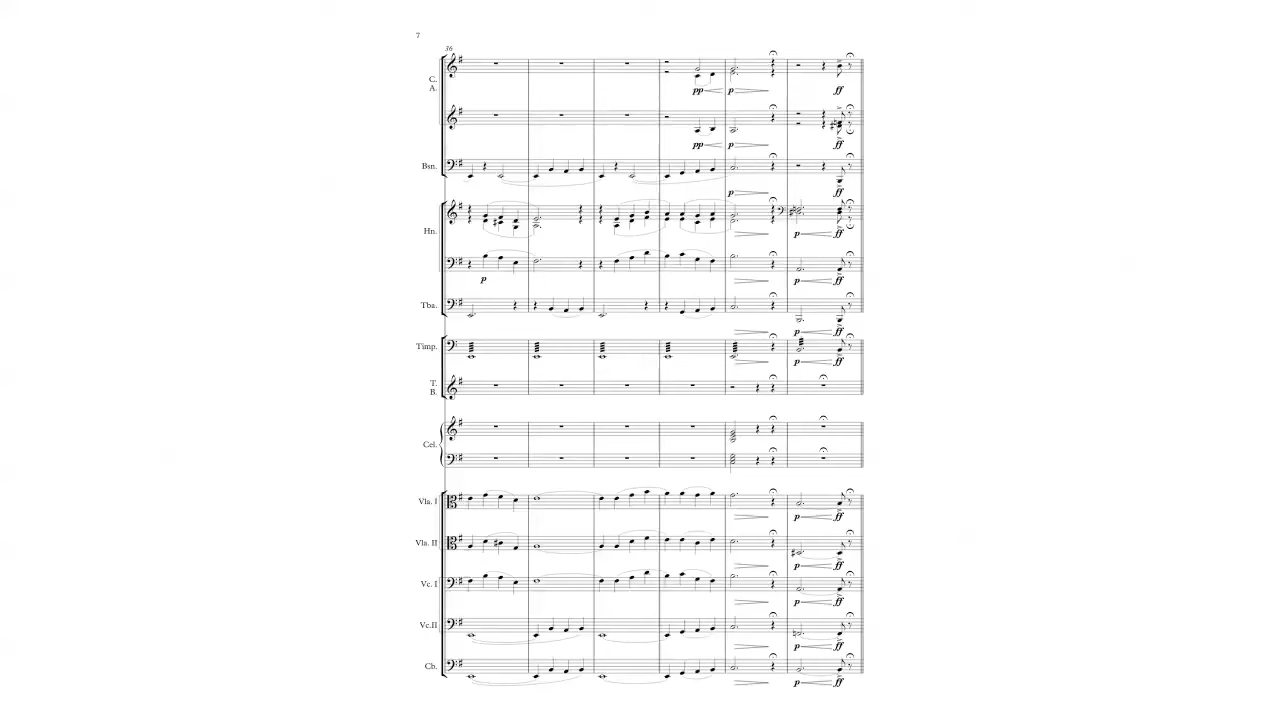 7
36
C.
A.
pp p ff
pp p ff
Bsn.
p ff
Hn.
p ff
p p ff
Tba.
p ff
Timp.
p ff
T.
B.
Cel.
Vla. I
p ff
Vla. II
p ff
Vc. I
p ff
Vc.II
p ff
Cb.
p ff